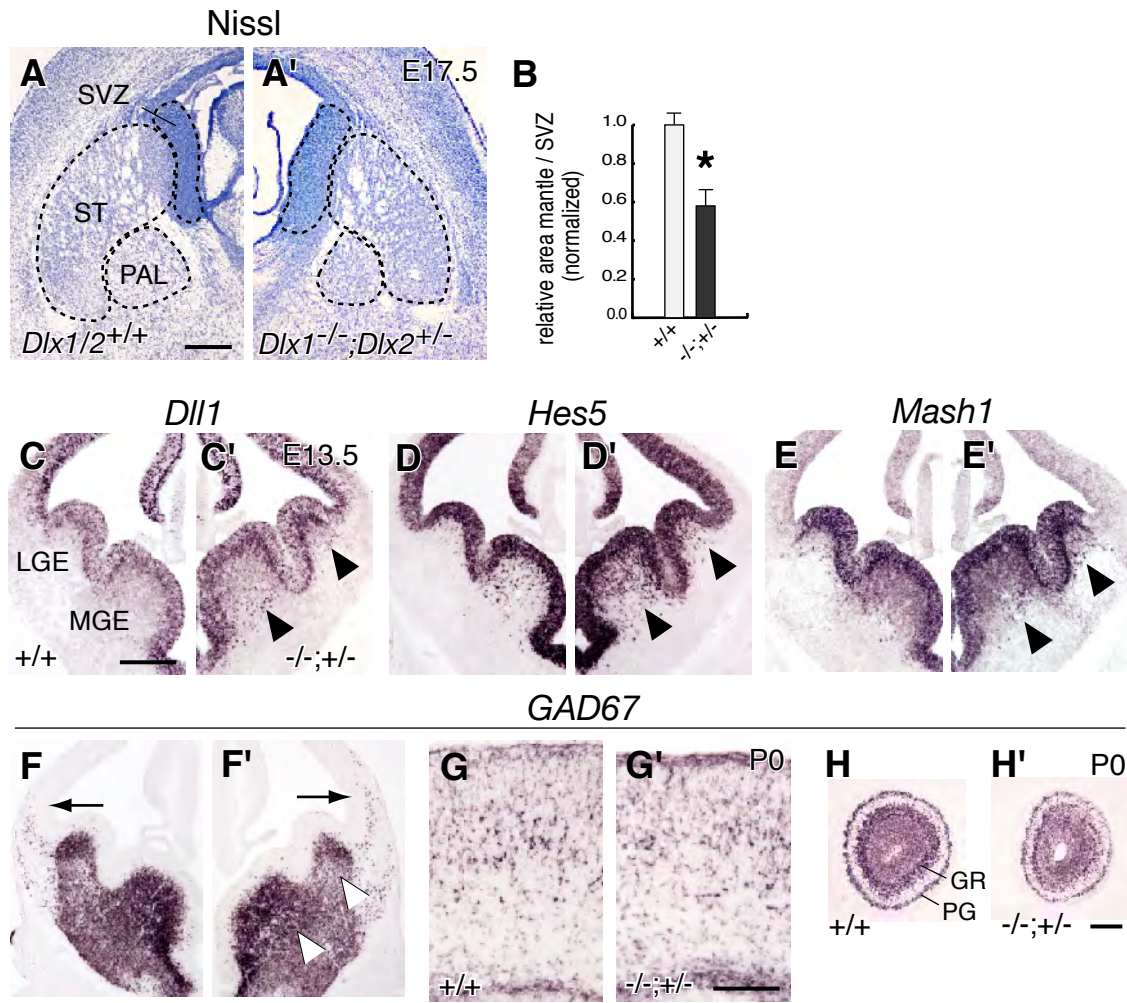 Nissl
A
A'
E17.5
SVZ
ST
PAL
Dlx1/2+/+
Dlx1-/-;Dlx2+/-
B
relative area mantle / SVZ
(normalized)
1.0
0.8
0.6
0.4
0.2
0.0
*
+/+
-/-;+/-
Dll1
Hes5
Mash1
C
C'
E13.5
D
D'
E
E'
LGE
MGE
+/+
-/-;+/-
GAD67
F
F'
G
G'
P0
H
H'
P0
GR
PG
+/+
-/-;+/-
+/+
-/-;+/-